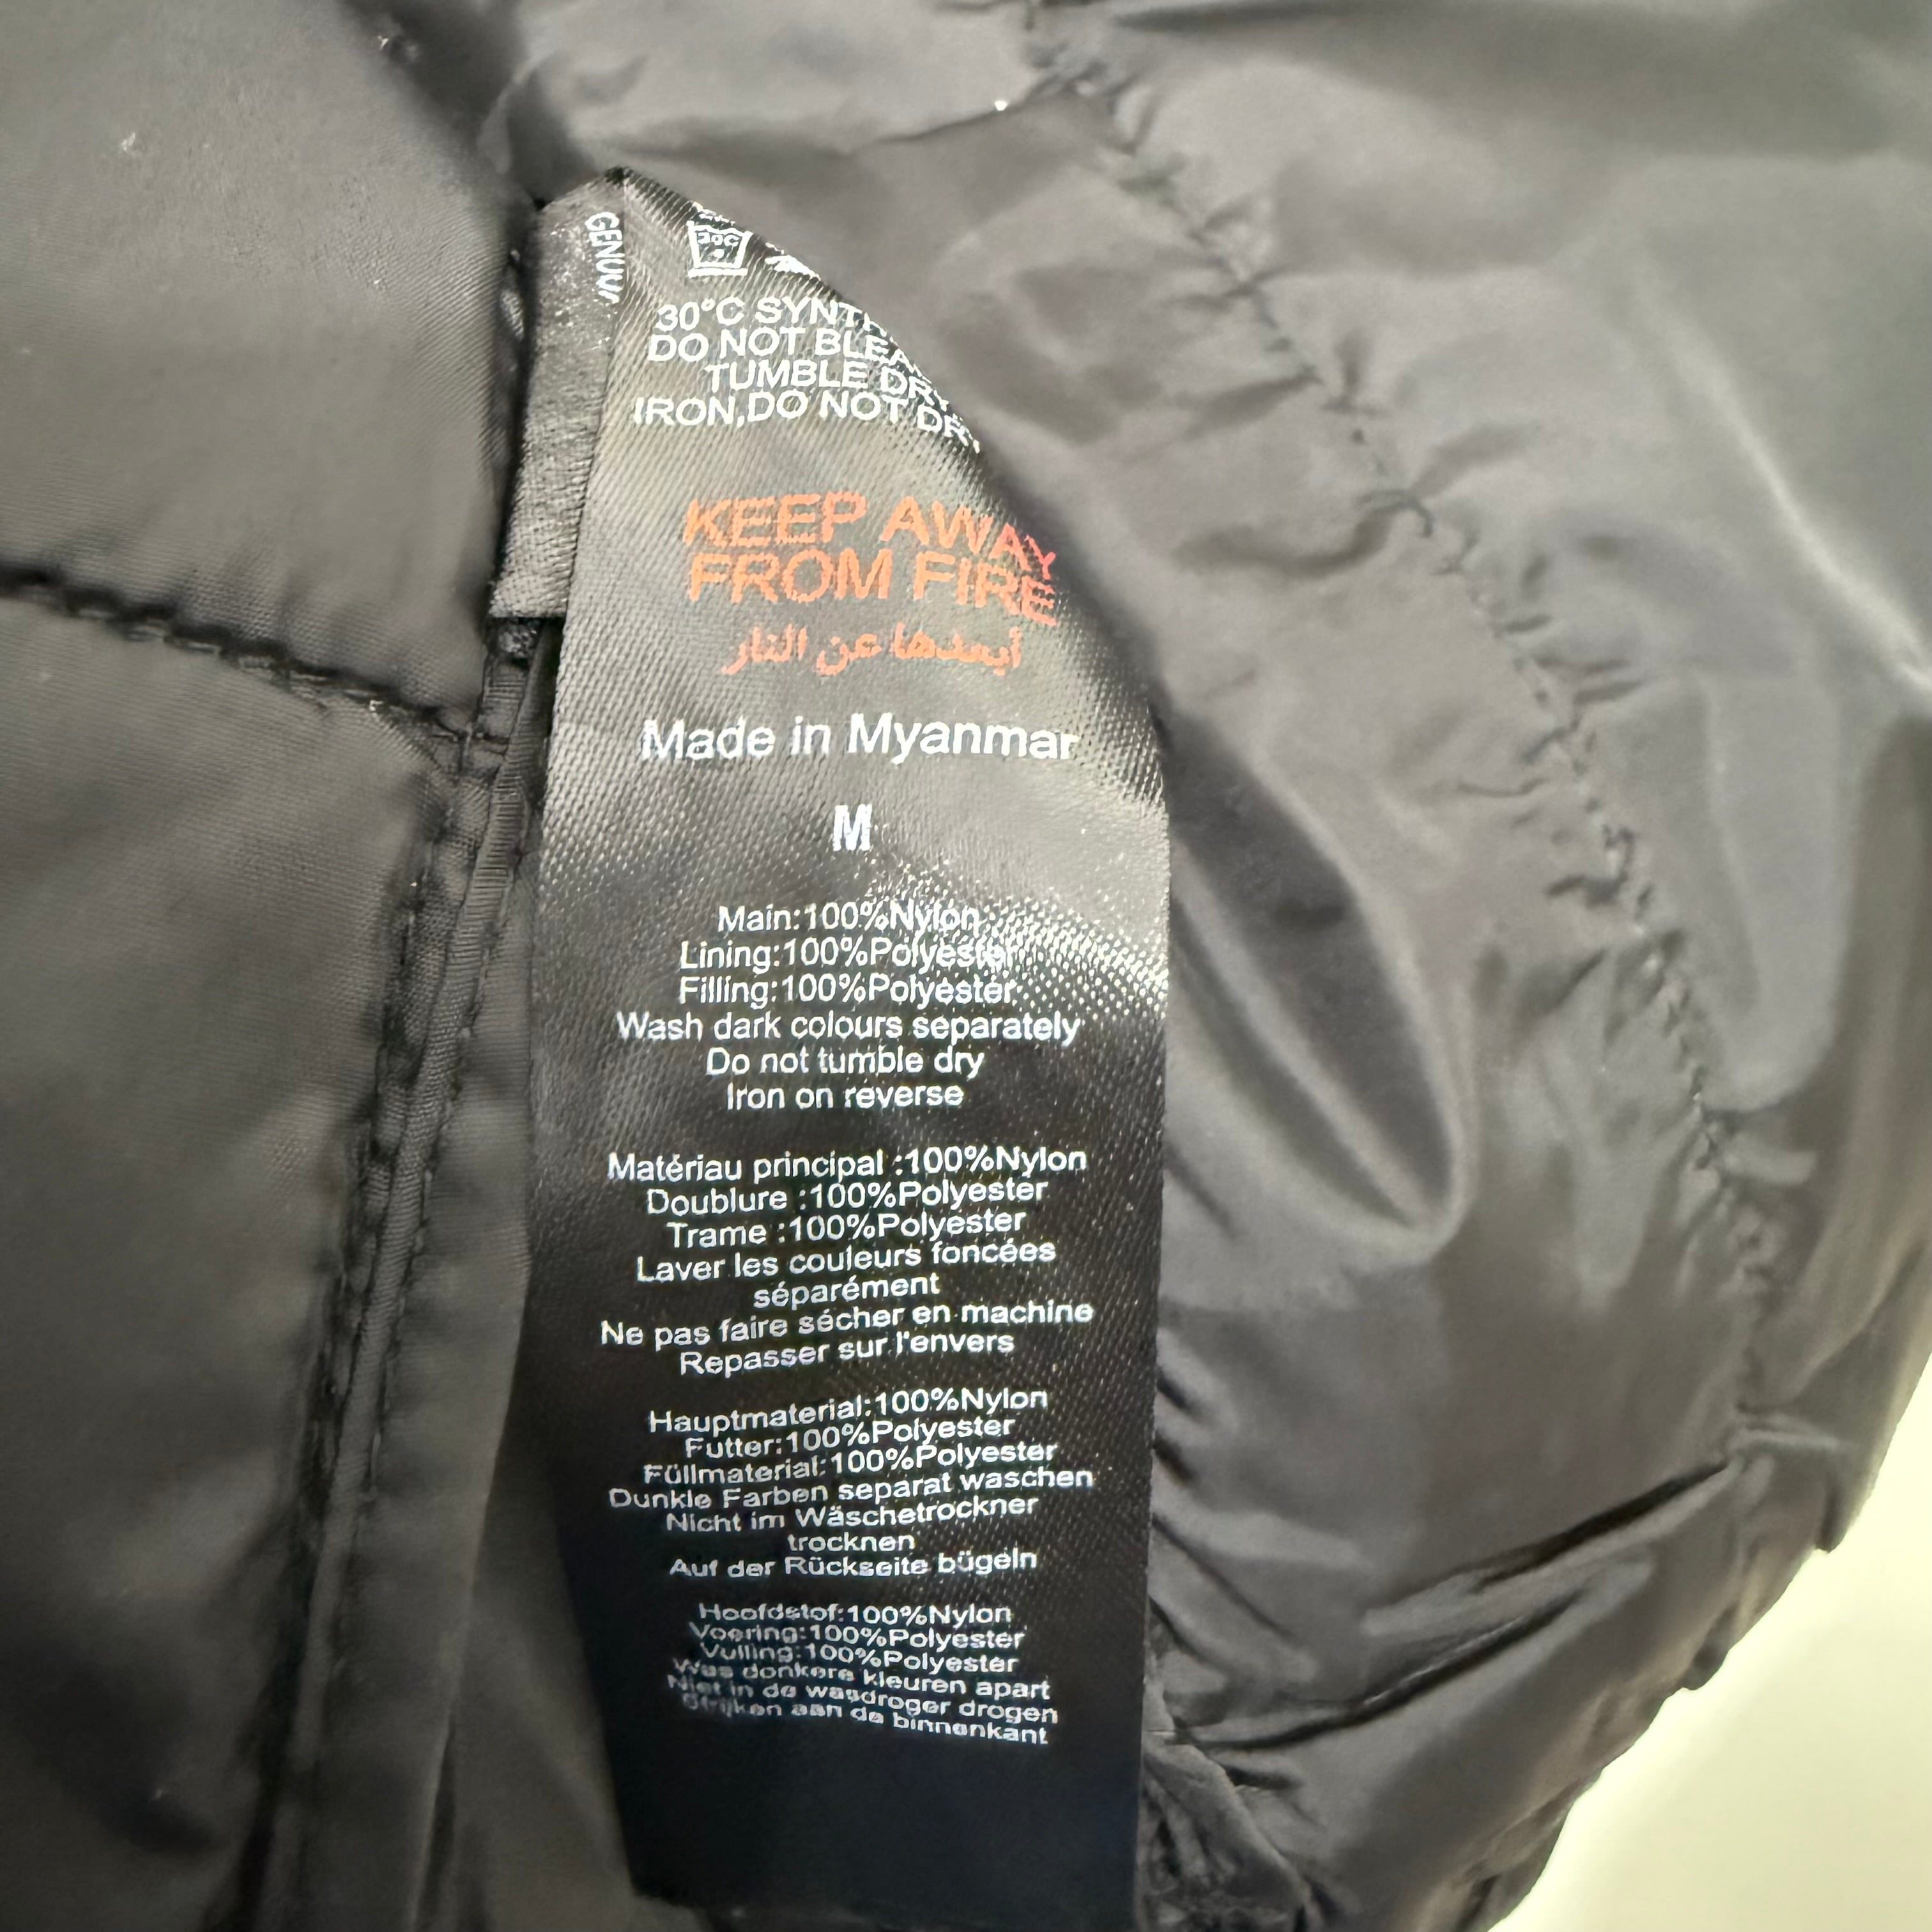 30°C
DO NOT
TUMBLE DRY
IRON,DO NOT DRY
KEEP AWAY
FROM FIRE
أبعدها عن النار
Made in Myanmar
M
Main:100%Nylon
Lining:100%Polyester
Filling:100%Polyester
Wash dark colours separately
Do not tumble dry
Iron on reverse
Matériau principal :100%Nylon
Doublure :100%Polyester
Trame :100%Polyester
Laver les couleurs foncées
séparément
Ne pas faire sécher en machine
Repasser sur l'envers
Hauptmaterial:100%Nylon
Futter:100%Polyester
Füllmaterial:100%Polyester
Dunkle Farben separat waschen
Nicht im Wäschetrockner
trocknen
Auf der Rückseite bügeln
Hoofdstof:100%Nylon
Voering:100%Polyester
Vulling:100%Polyester
Was donkere kleuren apart
Niet in de wasdroger drogen
Strijken aan de binnenkant